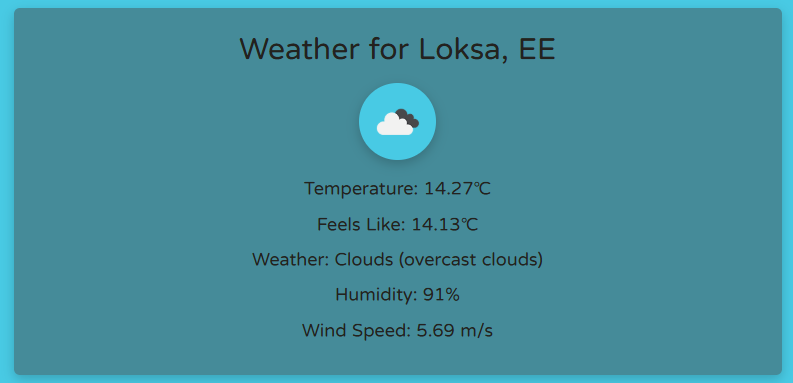 Weather for Loksa, EE
Temperature: 14.27℃
Feels Like: 14.13℃
Weather: Clouds (overcast clouds)
Humidity: 91%
Wind Speed: 5.69 m/s